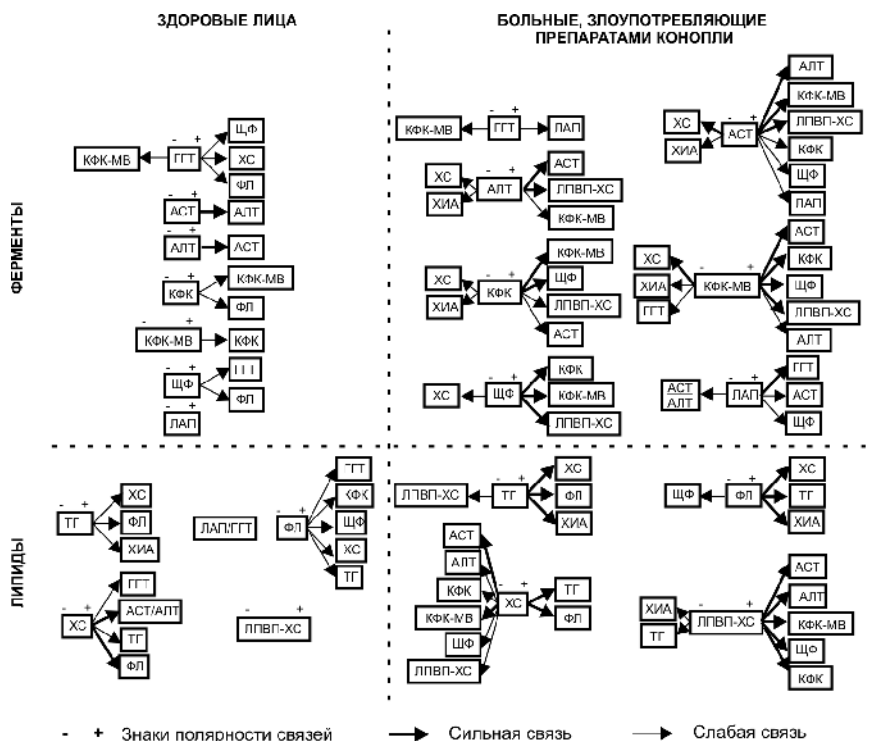 ЗДОРОВЫЕ ЛИЦА
БОЛЬНЫЕ, ЗЛОУПОТРЕБЛЯЮЩИЕ
ПРЕПАРАТАМИ КОНОПЛИ
ФЕРМЕНТЫ
- +
КФК-МВ
ГГТ
ЩФ
ХС
ФЛ
АСТ
АЛТ
- +
АЛТ
АСТ
- +
КФК
КФК-МВ
ФЛ
- +
КФК-МВ
КФК
- +
ЩФ
ГГТ
ФЛ
- +
ЛАП
- +
КФК-МВ
ГГТ
ЛАП
- +
ХС
ХИА
АЛТ
АСТ
ЛПВП-ХС
КФК-МВ
- +
ХС
ХИА
КФК
КФК-МВ
ЩФ
ЛПВП-ХС
АСТ
- +
ХС
ЩФ
КФК
КФК-МВ
ЛПВП-ХС
- +
ХС
ХИА
АСТ
АЛТ
КФК-МВ
ЛПВП-ХС
КФК
ЩФ
ЛАП
- +
ХС
ХИА
ГГТ
КФК-МВ
АСТ
КФК
ЩФ
ЛПВП-ХС
АЛТ
- +
АСТ
АЛТ
ЛАП
ГГТ
АСТ
ЩФ
ЛИПИДЫ
- +
ТГ
ХС
ФЛ
ХИА
- +
ХС
ГГТ
АСТ/АЛТ
ТГ
ФЛ
ЛАП/ГГТ
- +
ФЛ
ГГТ
КФК
ЩФ
ХС
ТГ
- +
ЛПВП-ХС
- +
ЛПВП-ХС
ТГ
ХС
ФЛ
ХИА
- +
АСТ
АЛТ
КФК
КФК-МВ
ЩФ
ЛПВП-ХС
ХС
ТГ
ФЛ
- +
ЩФ
ФЛ
ХС
ТГ
ХИА
- +
ХИА
ТГ
ЛПВП-ХС
АСТ
АЛТ
КФК-МВ
ЩФ
КФК
- + Знаки полярности связей Сильная связь Слабая связь